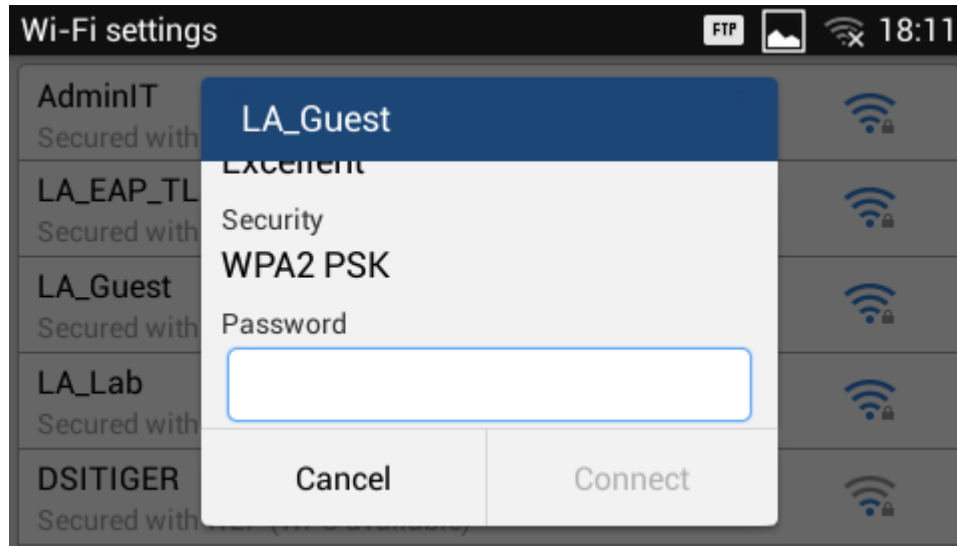 Wi-Fi settings FTP 18:11
AdminIT
Secured with
LA_EAP_TL
Secured with
LA_Guest
Secured with
LA_Lab
Secured with
DSITIGER
Secured with
LA_Guest
Excellent
Security
WPA2 PSK
Password
Cancel Connect